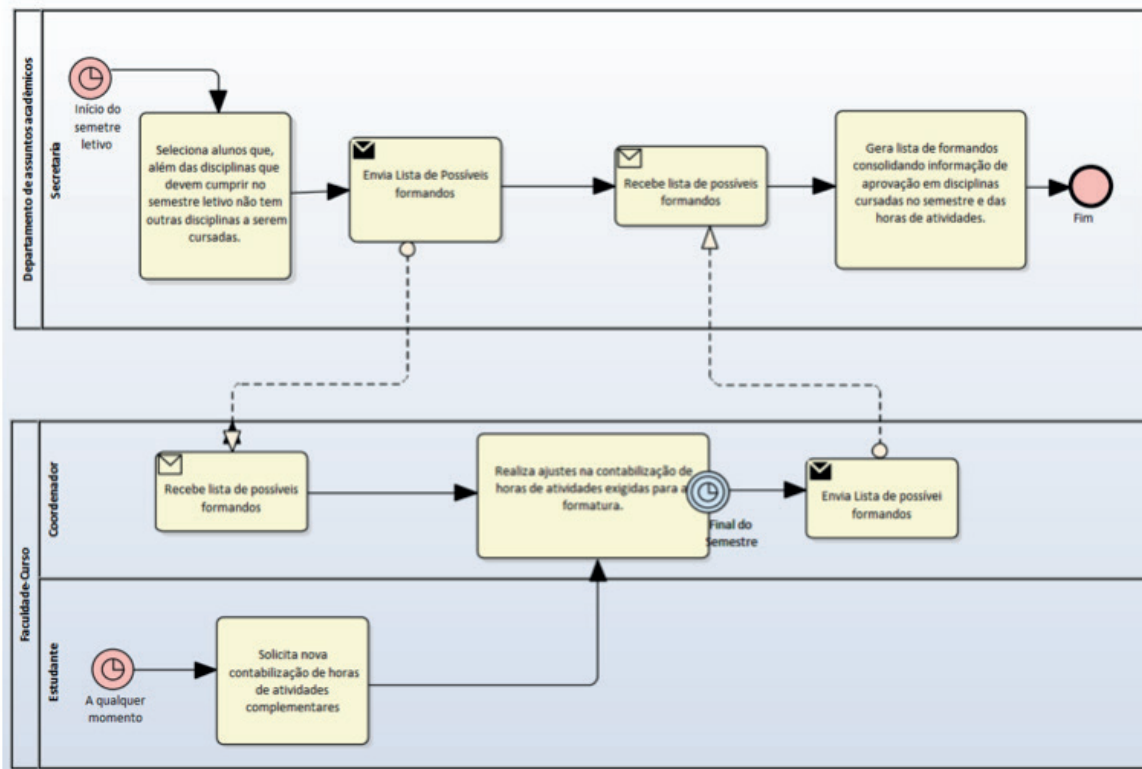 Departamento de assuntos acadêmicos
Secretaria
Início do
semetre
letivo
Seleciona alunos que,
além das disciplinas que
devem cumprir no
semestre letivo não tem
outras disciplinas a serem
cursadas.
Envia Lista de Possíveis
formandos
Recebe lista de possíveis
formandos
Gera lista de formandos
consolidando informação de
aprovação em disciplinas
cursadas no semestre e das
horas de atividades.
Fim
Faculdade-Curso
Coordenador
Recebe lista de possíveis
formandos
Realiza ajustes na contabilização de
horas de atividades exigidas para a
formatura.
Final do
Semestre
Envia Lista de possívei
formandos
Estudante
A qualquer
momento
Solicita nova
contabilização de horas
de atividades
complementares